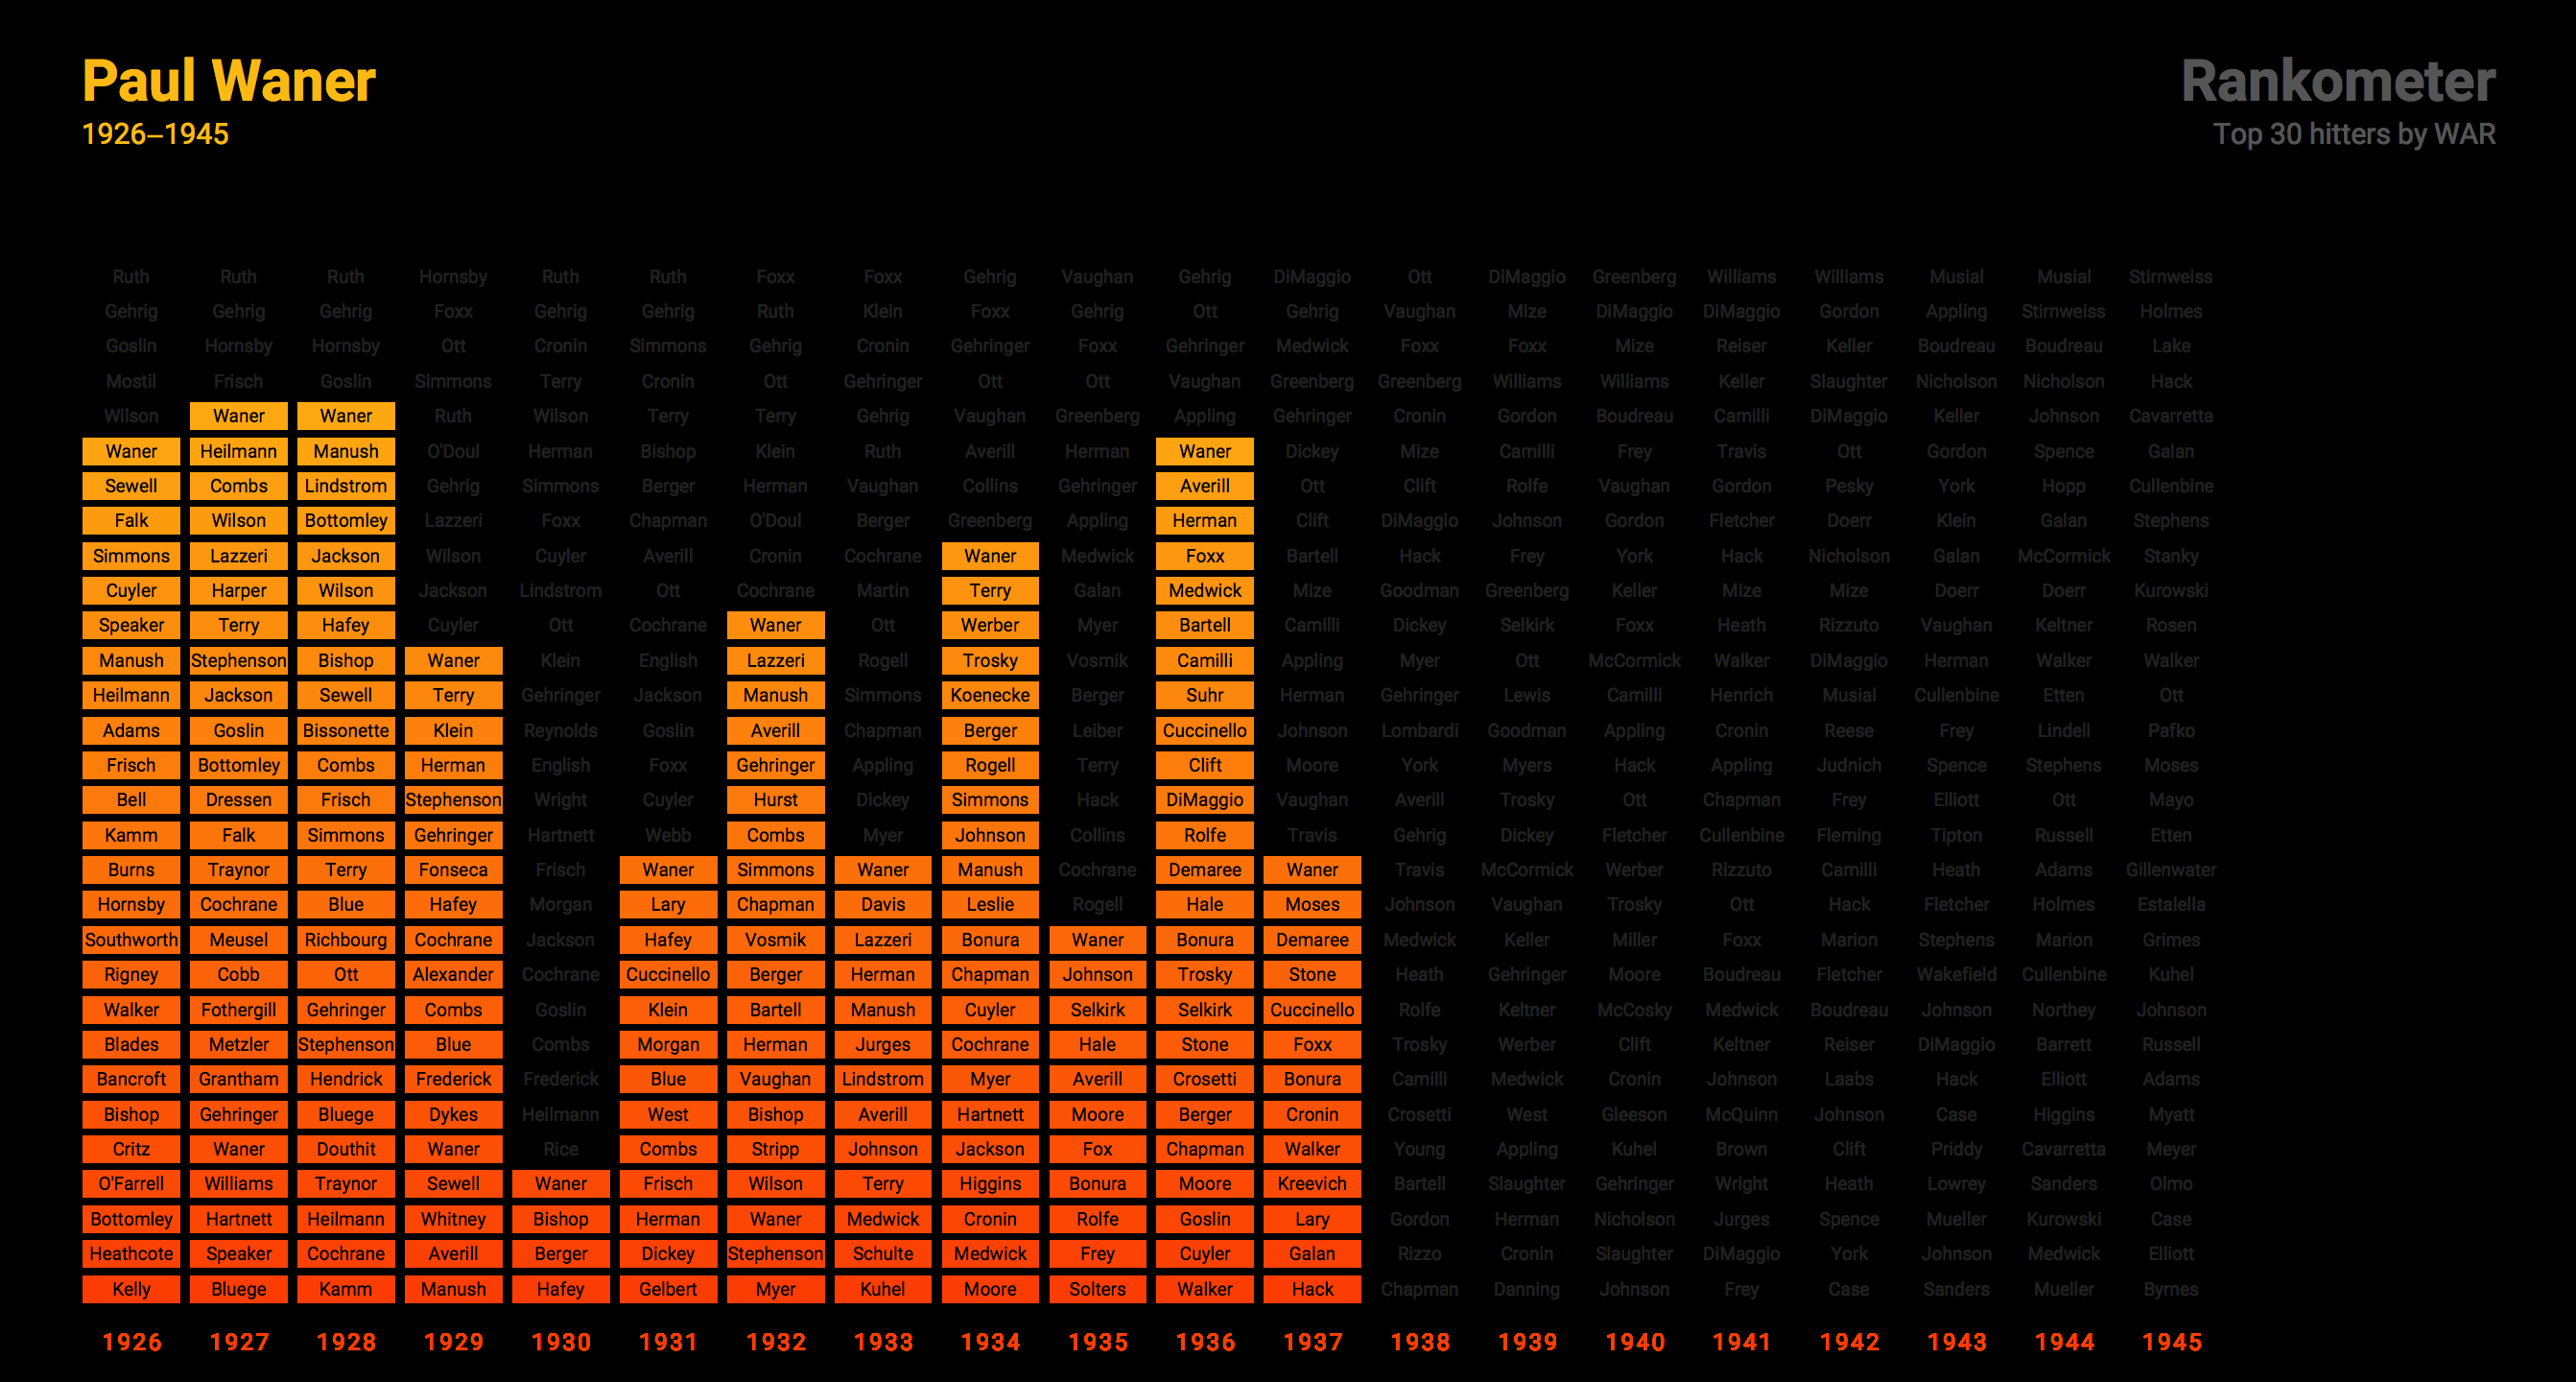 Paul Waner
1926–1945
Rankometer
Top 30 hitters by WAR
Ruth Ruth Ruth Hornsby Ruth Ruth Foxx Foxx Gehrig Vaughan Gehrig DiMaggio Ott DiMaggio Greenberg Williams Williams Musial Musial Stirnweiss
Gehrig Gehrig Gehrig Foxx Gehrig Gehrig Ruth Klein Foxx Gehrig Ott Gehrig Vaughan Mize DiMaggio DiMaggio Gordon Appling Stirnweiss Holmes
Goslin Hornsby Hornsby Ott Cronin Simmons Gehrig Cronin Gehringer Foxx Gehringer Medwick Foxx Foxx Mize Reiser Keller Boudreau Boudreau Lake
Mostil Frisch Goslin Simmons Terry Cronin Ott Gehringer Ott Ott Vaughan Greenberg Greenberg Williams Williams Keller Slaughter Nicholson Nicholson Hack
Wilson Waner Waner Ruth Wilson Terry Terry Gehrig Vaughan Greenberg Appling Gehringer Cronin Gordon Boudreau Camilli DiMaggio Keller Johnson Cavarretta
Waner Heilmann Manush O'Doul Herman Bishop Klein Ruth Averill Herman Waner Dickey Mize Camilli Frey Travis Ott Gordon Spence Galan
Sewell Combs Lindstrom Gehrig Simmons Berger Herman Vaughan Collins Gehringer Averill Ott Clift Rolfe Vaughan Gordon Pesky York Hopp Cullenbine
Falk Wilson Bottomley Lazzeri Foxx Chapman O'Doul Berger Greenberg Appling Herman Clift DiMaggio Johnson Gordon Fletcher Doerr Klein Galan Stephens
Simmons Lazzeri Jackson Wilson Cuyler Averill Cronin Cochrane Waner Medwick Foxx Bartell Hack Frey York Hack Nicholson Galan McCormick Stanky
Cuyler Harper Wilson Jackson Lindstrom Ott Cochrane Martin Terry Galan Medwick Mize Goodman Greenberg Keller Mize Mize Doerr Doerr Kurowski
Speaker Terry Hafey Cuyler Ott Cochrane Waner Ott Werber Myer Bartell Camilli Dickey Selkirk Foxx Heath Rizzuto Vaughan Keltner Rosen
Manush Stephenson Bishop Waner Klein English Lazzeri Rogell Trosky Vosmik Camilli Appling Myer Ott McCormick Walker DiMaggio Herman Walker Walker
Heilmann Jackson Sewell Terry Gehringer Jackson Manush Simmons Koenecke Berger Suhr Herman Gehringer Lewis Camilli Henrich Musial Cullenbine Etten Ott
Adams Goslin Bissonette Klein Reynolds Goslin Averill Chapman Berger Leiber Cuccinello Johnson Lombardi Goodman Appling Cronin Reese Frey Lindell Pafko
Frisch Bottomley Combs Herman English Foxx Gehringer Appling Rogell Terry Clift Moore York Myers Hack Appling Judnich Spence Stephens Moses
Bell Dressen Frisch Stephenson Wright Cuyler Hurst Dickey Simmons Hack DiMaggio Vaughan Averill Trosky Ott Chapman Frey Elliott Ott Mayo
Kamm Falk Simmons Gehringer Hartnett Webb Combs Myer Johnson Collins Rolfe Travis Gehrig Dickey Fletcher Cullenbine Fleming Tipton Russell Etten
Burns Traynor Terry Fonseca Frisch Waner Simmons Waner Manush Cochrane Demaree Waner Travis McCormick Werber Rizzuto Camilli Heath Adams Gillenwater
Hornsby Cochrane Blue Hafey Morgan Lary Chapman Davis Leslie Rogell Hale Moses Johnson Vaughan Trosky Ott Hack Fletcher Holmes Estalella
Southworth Meusel Richbourg Cochrane Jackson Hafey Vosmik Lazzeri Bonura Waner Bonura Demaree Medwick Keller Miller Foxx Marion Stephens Marion Grimes
Rigney Cobb Ott Alexander Cochrane Cuccinello Berger Herman Chapman Johnson Trosky Stone Heath Gehringer Moore Boudreau Fletcher Wakefield Cullenbine Kuhel
Walker Fothergill Gehringer Combs Goslin Klein Bartell Manush Cuyler Selkirk Selkirk Cuccinello Rolfe Keltner McCosky Medwick Boudreau Johnson Northey Johnson
Blades Metzler Stephenson Blue Combs Morgan Herman Jurges Cochrane Hale Stone Foxx Trosky Werber Clift Keltner Reiser DiMaggio Barrett Russell
Bancroft Grantham Hendrick Frederick Frederick Blue Vaughan Lindstrom Myer Averill Crosetti Bonura Camilli Medwick Cronin Johnson Laabs Hack Elliott Adams
Bishop Gehringer Bluege Dykes Heilmann West Bishop Averill Hartnett Moore Berger Cronin Crosetti West Gleeson McQuinn Johnson Case Higgins Myatt
Critz Waner Douthit Waner Rice Combs Stripp Johnson Jackson Fox Chapman Walker Young Appling Kuhel Brown Clift Priddy Cavarretta Meyer
O'Farrell Williams Traynor Sewell Waner Frisch Wilson Terry Higgins Bonura Moore Kreevich Bartell Slaughter Gehringer Wright Heath Lowrey Sanders Olmo
Bottomley Hartnett Heilmann Whitney Bishop Herman Waner Medwick Cronin Rolfe Goslin Lary Gordon Herman Nicholson Jurges Spence Mueller Kurowski Case
Heathcote Speaker Cochrane Averill Berger Dickey Stephenson Schulte Medwick Frey Cuyler Galan Rizzo Cronin Slaughter DiMaggio York Johnson Medwick Elliott
Kelly Bluege Kamm Manush Hafey Gelbert Myer Kuhel Moore Solters Walker Hack Chapman Danning Johnson Frey Case Sanders Mueller Byrnes
1926 1927 1928 1929 1930 1931 1932 1933 1934 1935 1936 1937 1938 1939 1940 1941 1942 1943 1944 1945